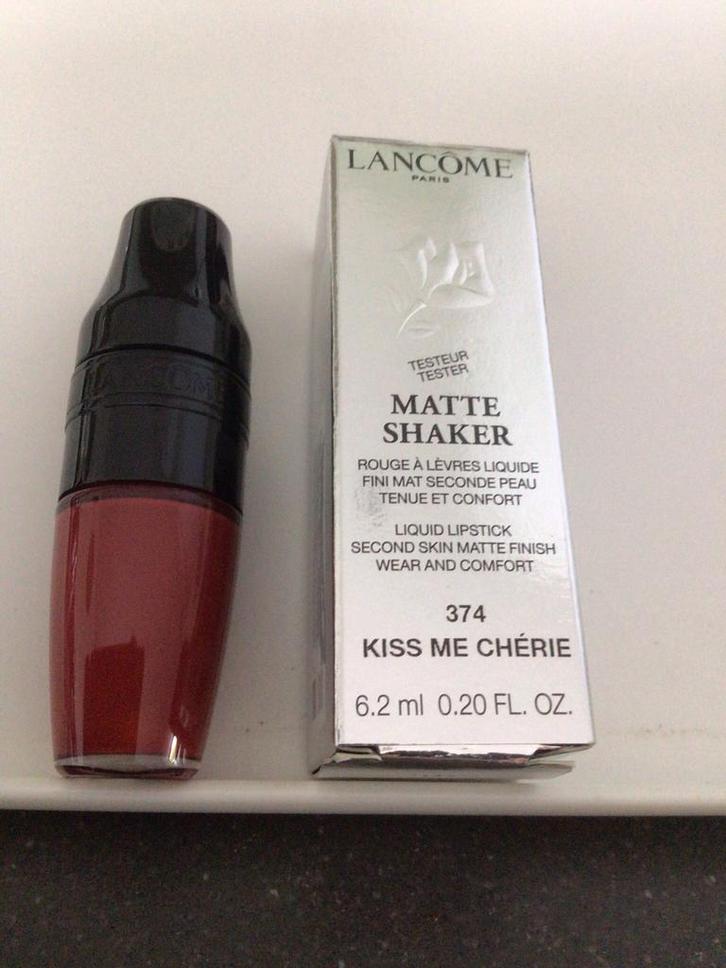 LANCÔME
PARIS
TESTEUR
TESTER
MATTE
SHAKER
ROUGE À LÈVRES LIQUIDE
FINI MAT SECONDE PEAU
TENUE ET CONFORT
LIQUID LIPSTICK
SECOND SKIN MATTE FINISH
WEAR AND COMFORT
374
KISS ME CHÉRIE
6.2 ml 0.20 FL. OZ.
LANCÔME